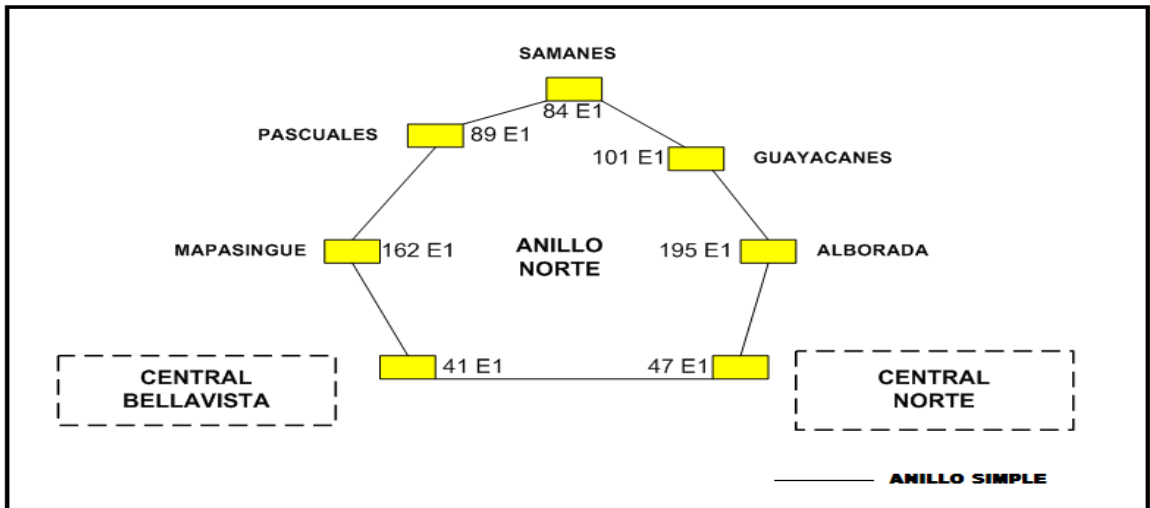 SAMANES
84 E1
PASCUALES
89 E1
101 E1
GUAYACANES
MAPASINGUE
162 E1
ANILLO
NORTE
195 E1
ALBORADA
CENTRAL
BELLAVISTA
41 E1
47 E1
CENTRAL
NORTE
ANILLO SIMPLE